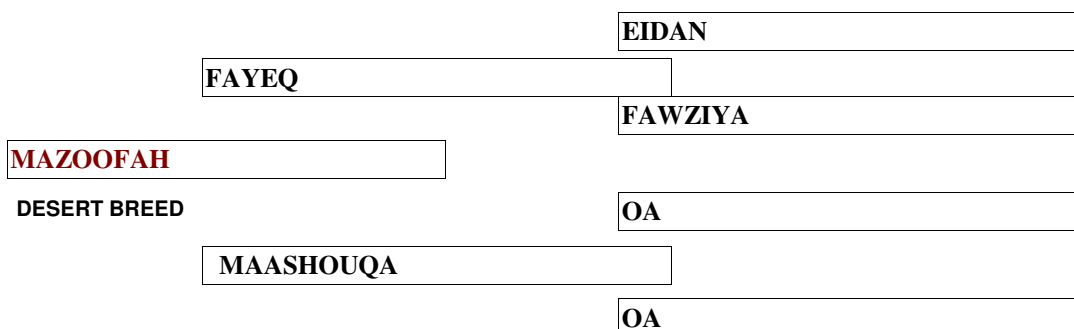 EIDAN
FAYEQ
FAWZIYA
MAZOOFAH
DESERT BREED
OA
MAASHOUQA
OA